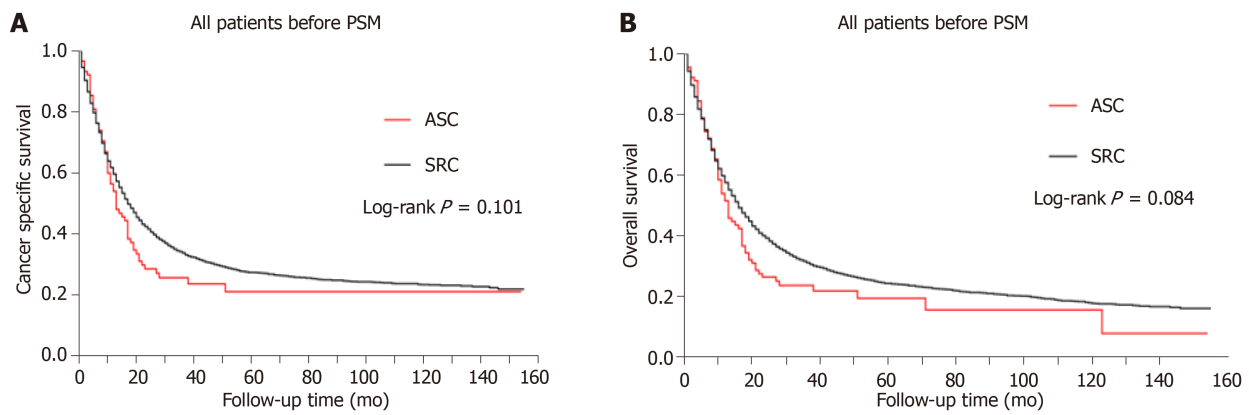 A
All patients before PSM
1.0
0.8
0.6
0.4
0.2
0.0
Cancer specific survival
ASC
SRC
Log-rank P = 0.101
0 20 40 60 80 100 120 140 160
Follow-up time (mo)
B
All patients before PSM
1.0
0.8
0.6
0.4
0.2
0.0
Overall survival
ASC
SRC
Log-rank P = 0.084
0 20 40 60 80 100 120 140 160
Follow-up time (mo)